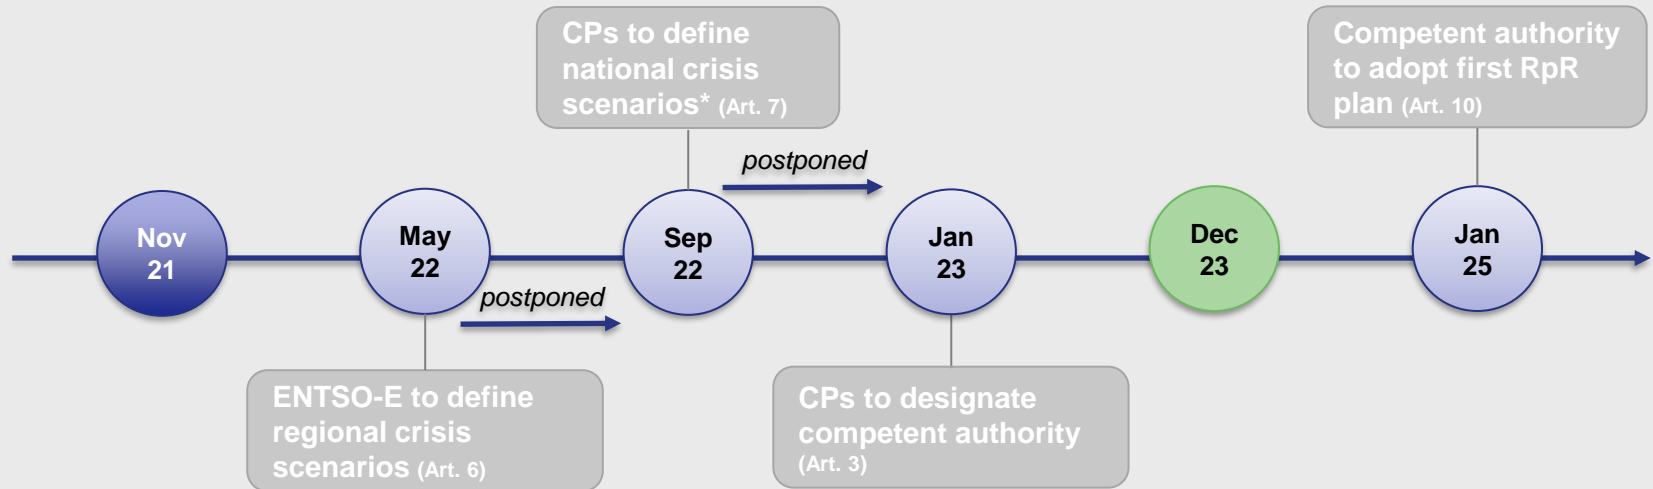 CPs to define
national crisis
scenarios* (Art. 7)
Competent authority
to adopt first RpR
plan (Art. 10)
postponed
Nov
21
May
22
Sep
22
Jan
23
Dec
23
Jan
25
postponed
ENTSO-E to define
regional crisis
scenarios (Art. 6)
CPs to designate
competent authority
(Art. 3)